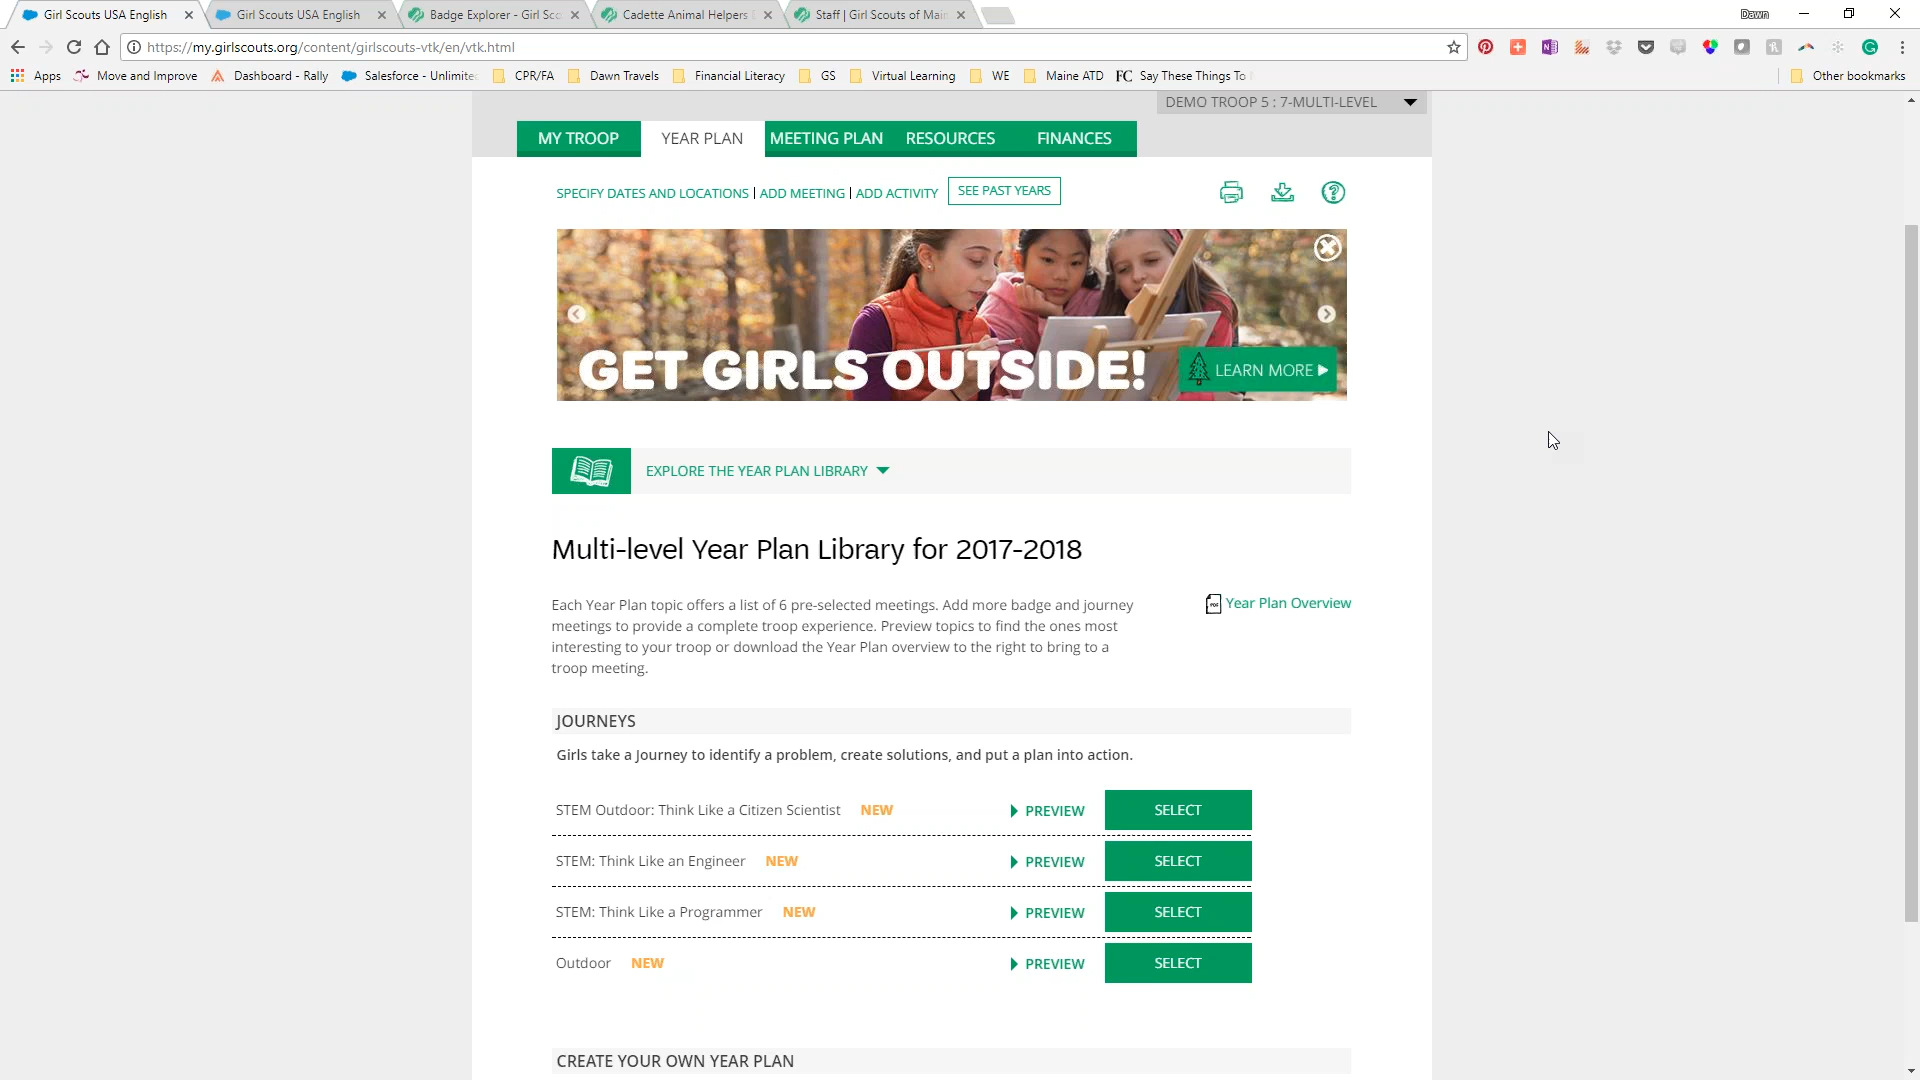 Girl Scouts USA English
Girl Scouts USA English
Badge Explorer - Girl Sc
Cadette Animal Helpers
Staff | Girl Scouts of Mai
Dawn
https://my.girlscouts.org/content/girlscouts-vtk/en/vtk.html
Apps
Move and Improve
Dashboard - Rally
Salesforce - Unlimite
CPR/FA
Dawn Travels
Financial Literacy
GS
Virtual Learning
WE
Maine ATD
FC Say These Things To
Other bookmarks
DEMO TROOP 5 : 7-MULTI-LEVEL
MY TROOP
YEAR PLAN
MEETING PLAN
RESOURCES
FINANCES
SPECIFY DATES AND LOCATIONS | ADD MEETING | ADD ACTIVITY
SEE PAST YEARS
GET GIRLS OUTSIDE!
LEARN MORE
EXPLORE THE YEAR PLAN LIBRARY
Multi-level Year Plan Library for 2017-2018
Each Year Plan topic offers a list of 6 pre-selected meetings. Add more badge and journey
meetings to provide a complete troop experience. Preview topics to find the ones most
interesting to your troop or download the Year Plan overview to the right to bring to a
troop meeting.
Year Plan Overview
JOURNEYS
Girls take a Journey to identify a problem, create solutions, and put a plan into action.
STEM Outdoor: Think Like a Citizen Scientist NEW PREVIEW SELECT
STEM: Think Like an Engineer NEW PREVIEW SELECT
STEM: Think Like a Programmer NEW PREVIEW SELECT
Outdoor NEW PREVIEW SELECT
CREATE YOUR OWN YEAR PLAN